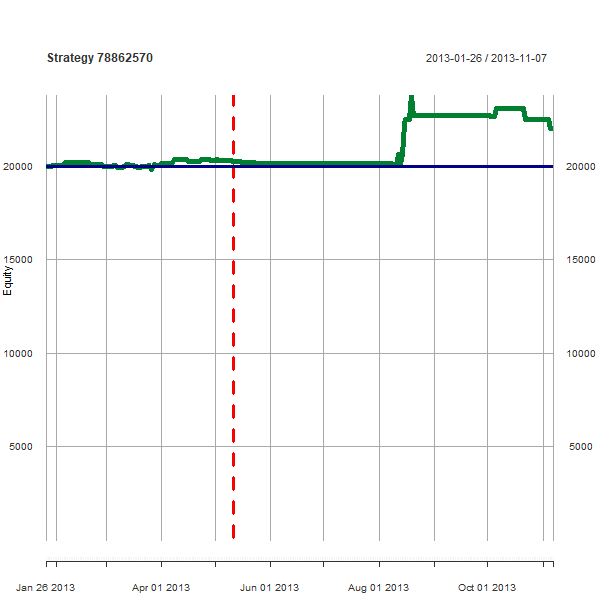 Strategy 78862570 2013-01-26 / 2013-11-07
20000 20000
15000 15000
Equity
10000 10000
5000 5000
Jan 26 2013 Apr 01 2013 Jun 01 2013 Aug 01 2013 Oct 01 2013